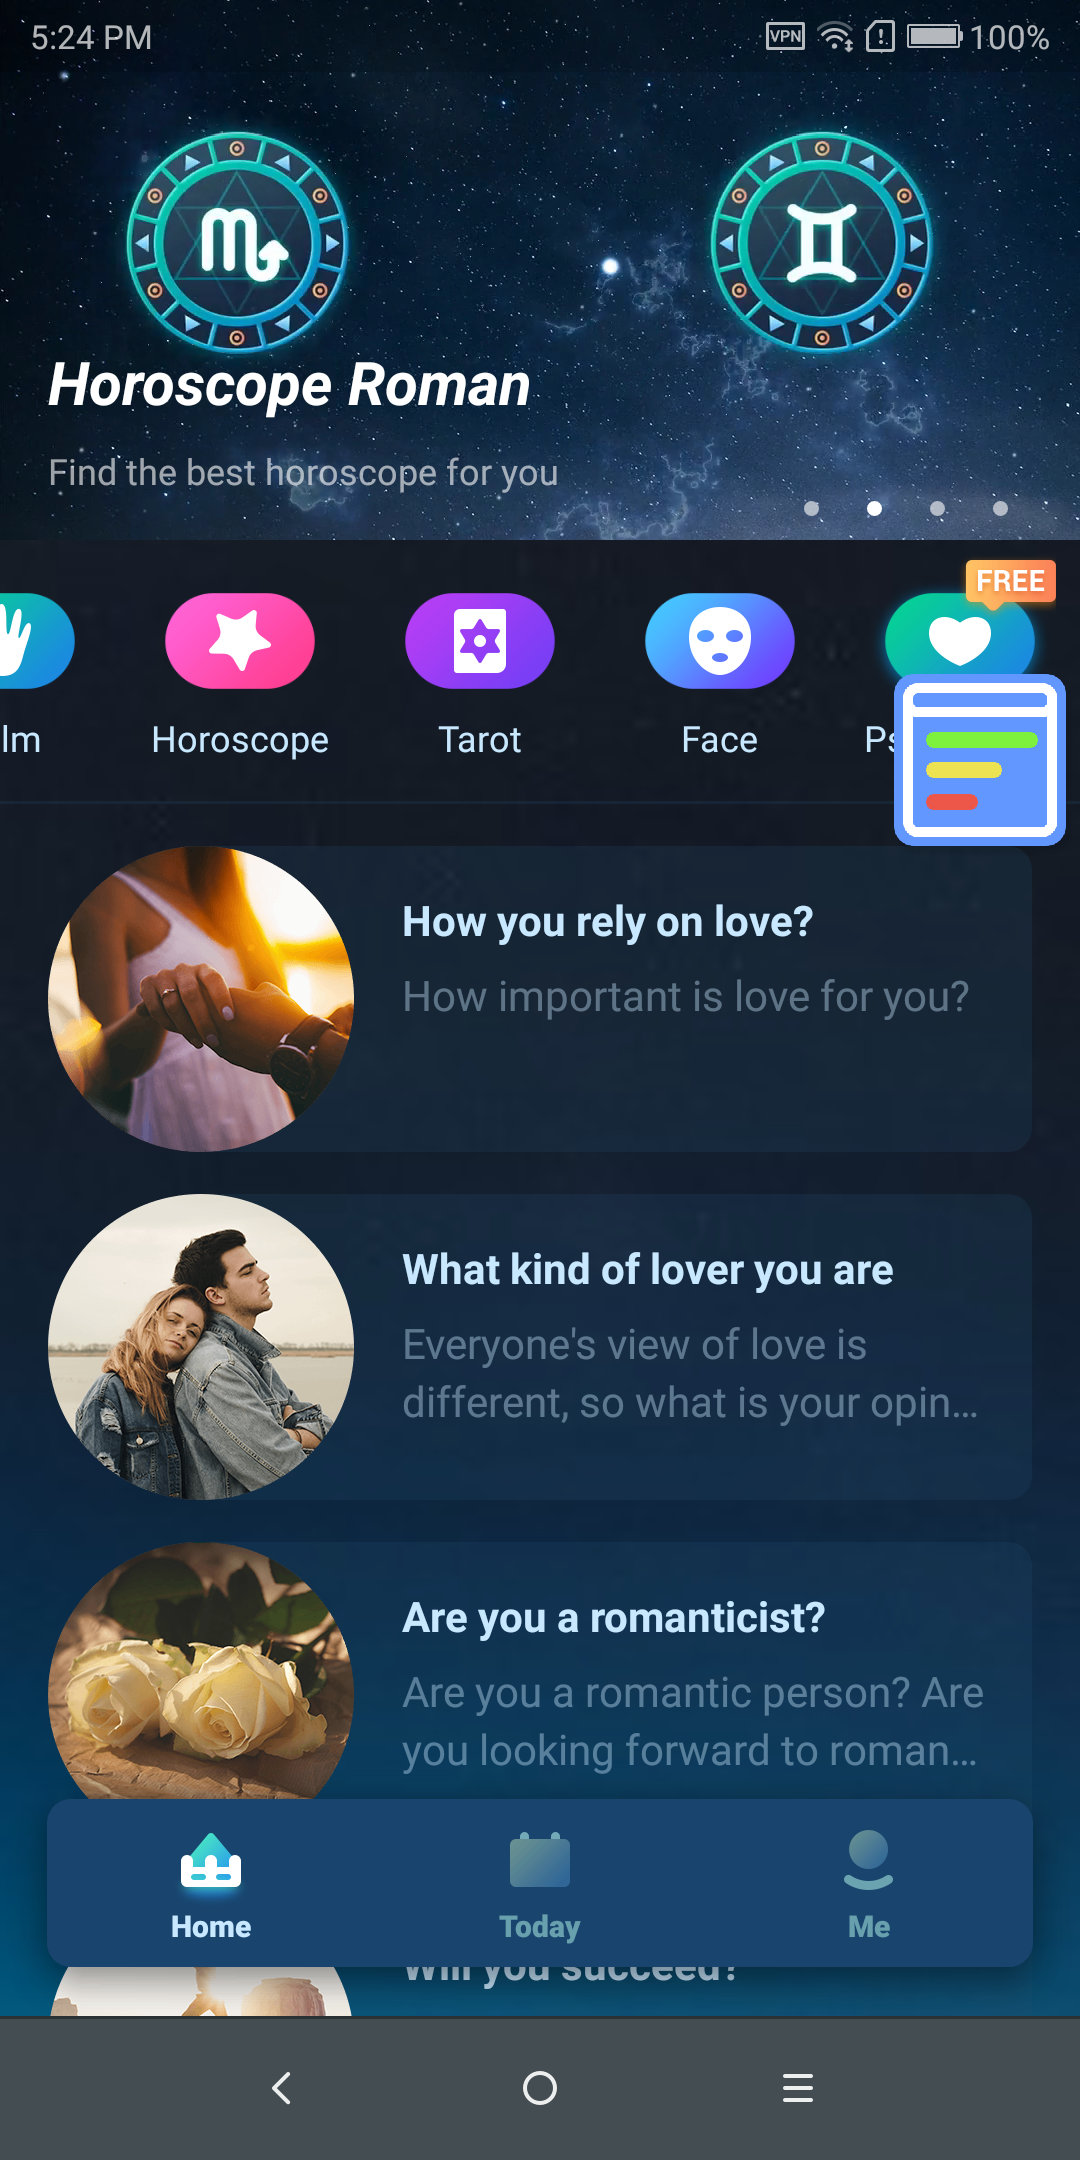 5:24 PM
VPN
100%
Horoscope Roman
Find the best horoscope for you
FREE
lm
Horoscope
Tarot
Face
Ps
How you rely on love?
How important is love for you?
What kind of lover you are
Everyone's view of love is
different, so what is your opin...
Are you a romanticist?
Are you a romantic person? Are
you looking forward to roman...
Home
Today
Me
Will you succeed?